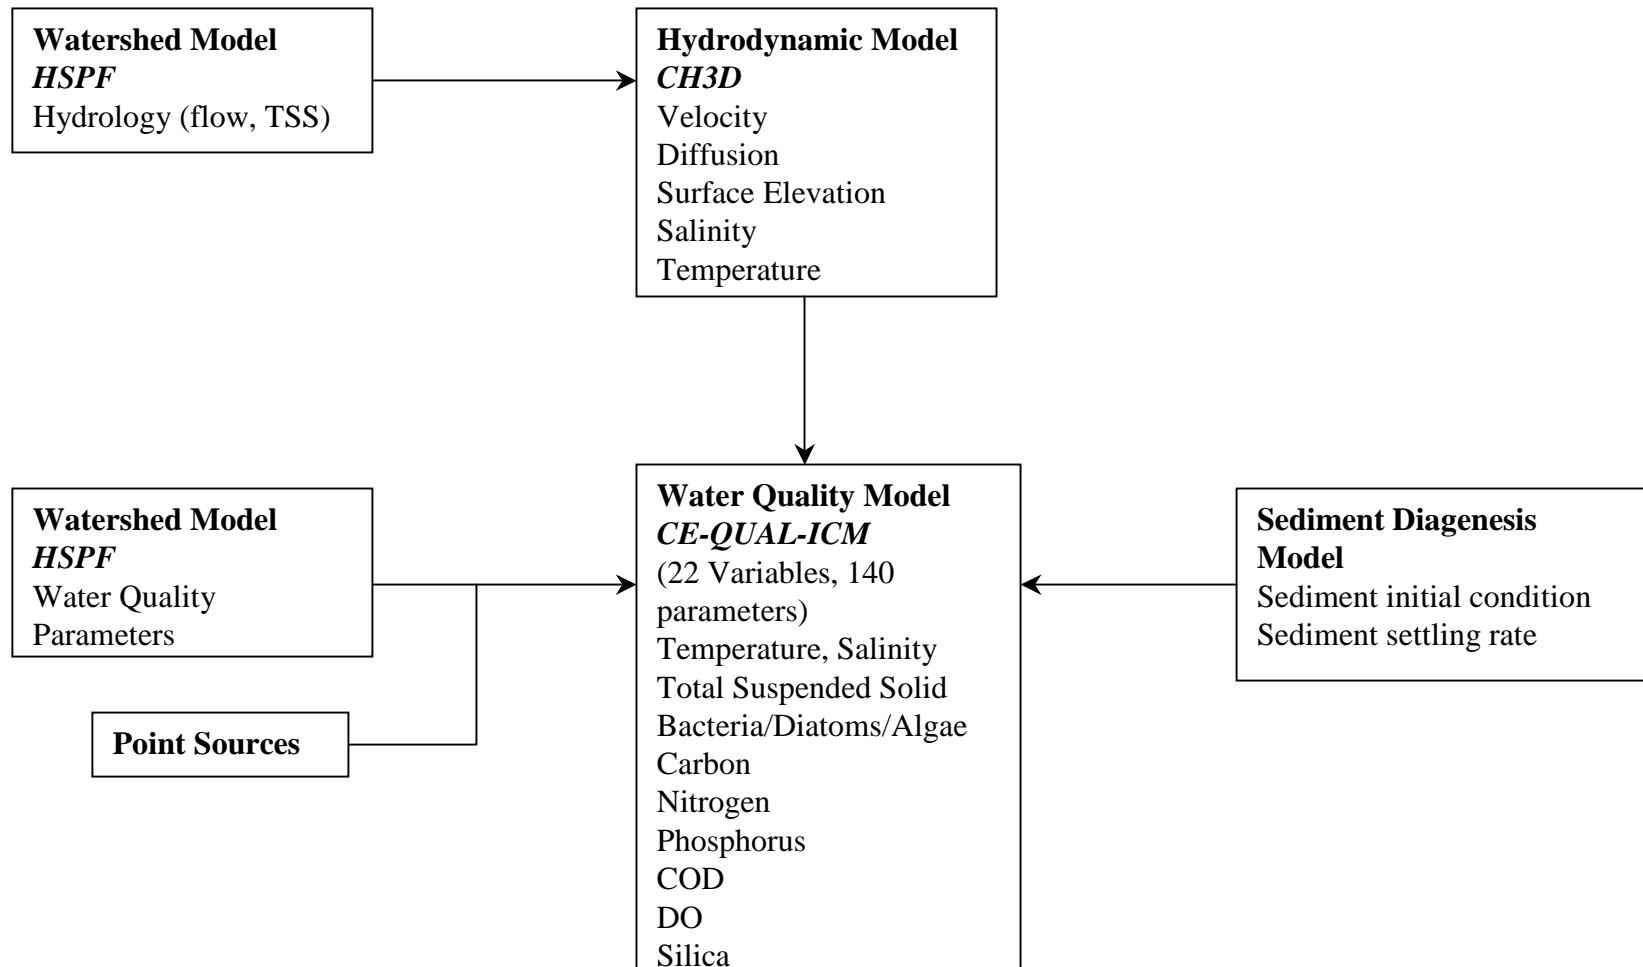 Watershed Model
HSPF
Hydrology (flow, TSS)
Hydrodynamic Model
CH3D
Velocity
Diffusion
Surface Elevation
Salinity
Temperature
Watershed Model
HSPF
Water Quality
Parameters
Point Sources
Water Quality Model
CE-QUAL-ICM
(22 Variables, 140
parameters)
Temperature, Salinity
Total Suspended Solid
Bacteria/Diatoms/Algae
Carbon
Nitrogen
Phosphorus
COD
DO
Silica
Sediment Diagenesis
Model
Sediment initial condition
Sediment settling rate